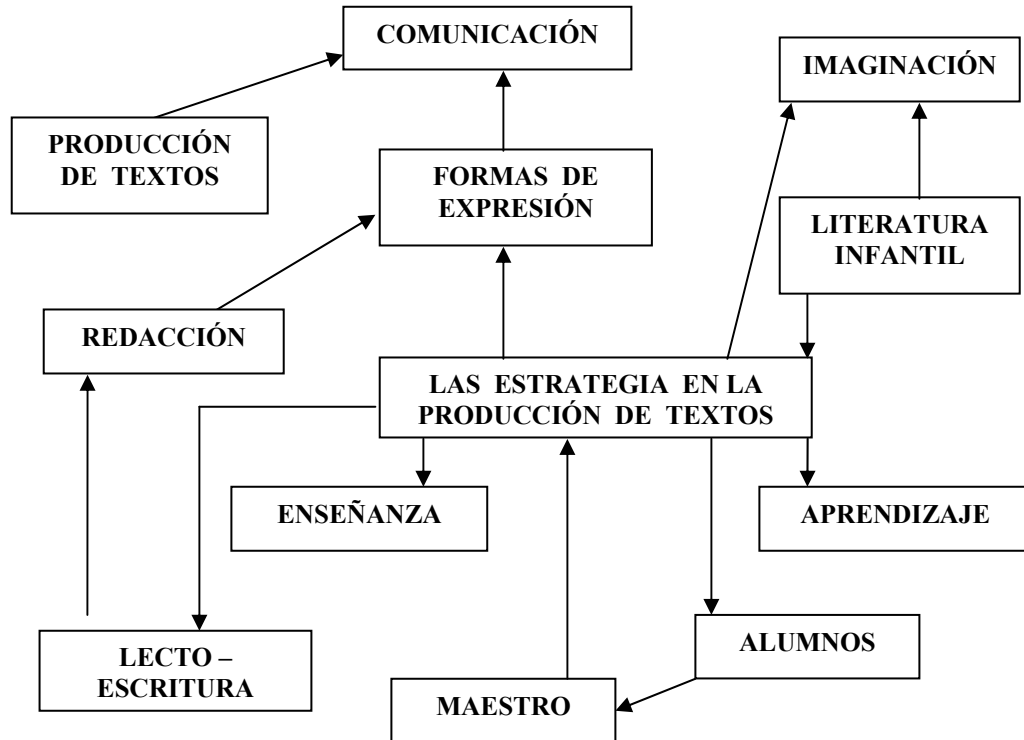 COMUNICACIÓN
IMAGINACIÓN
PRODUCCIÓN
DE TEXTOS
FORMAS DE
EXPRESIÓN
LITERATURA
INFANTIL
REDACCIÓN
LAS ESTRATEGIA EN LA
PRODUCCIÓN DE TEXTOS
ENSEÑANZA
APRENDIZAJE
LECTO –
ESCRITURA
ALUMNOS
MAESTRO